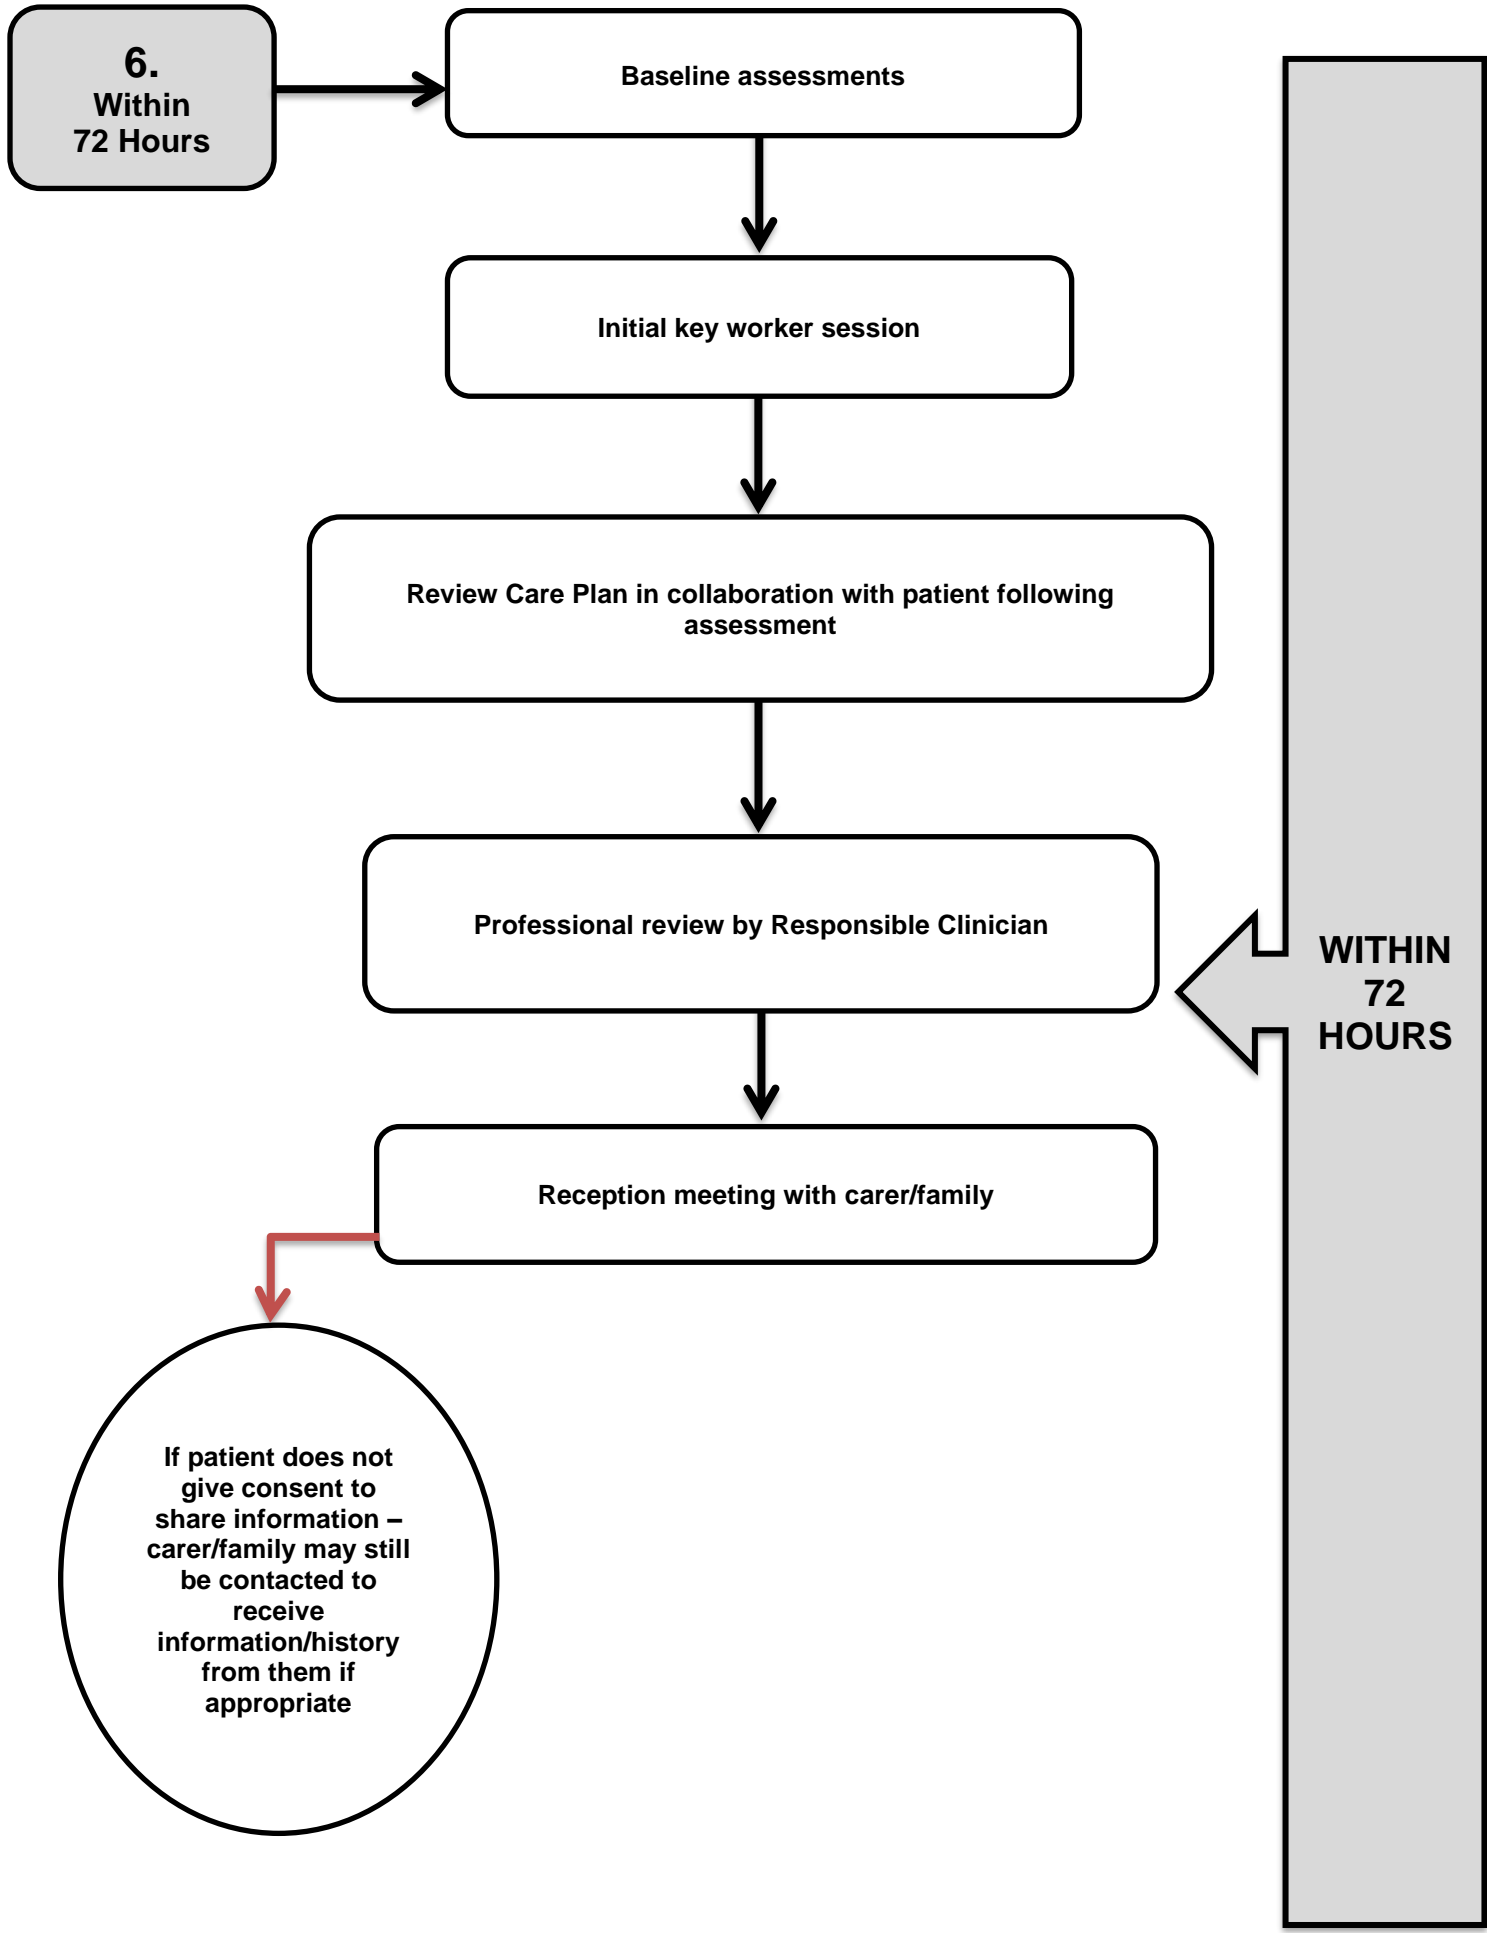 6.
Within
72 Hours
Baseline assessments
Initial key worker session
Review Care Plan in collaboration with patient following
assessment
Professional review by Responsible Clinician
WITHIN
72
HOURS
Reception meeting with carer/family
If patient does not
give consent to
share information –
carer/family may still
be contacted to
receive
information/history
from them if
appropriate